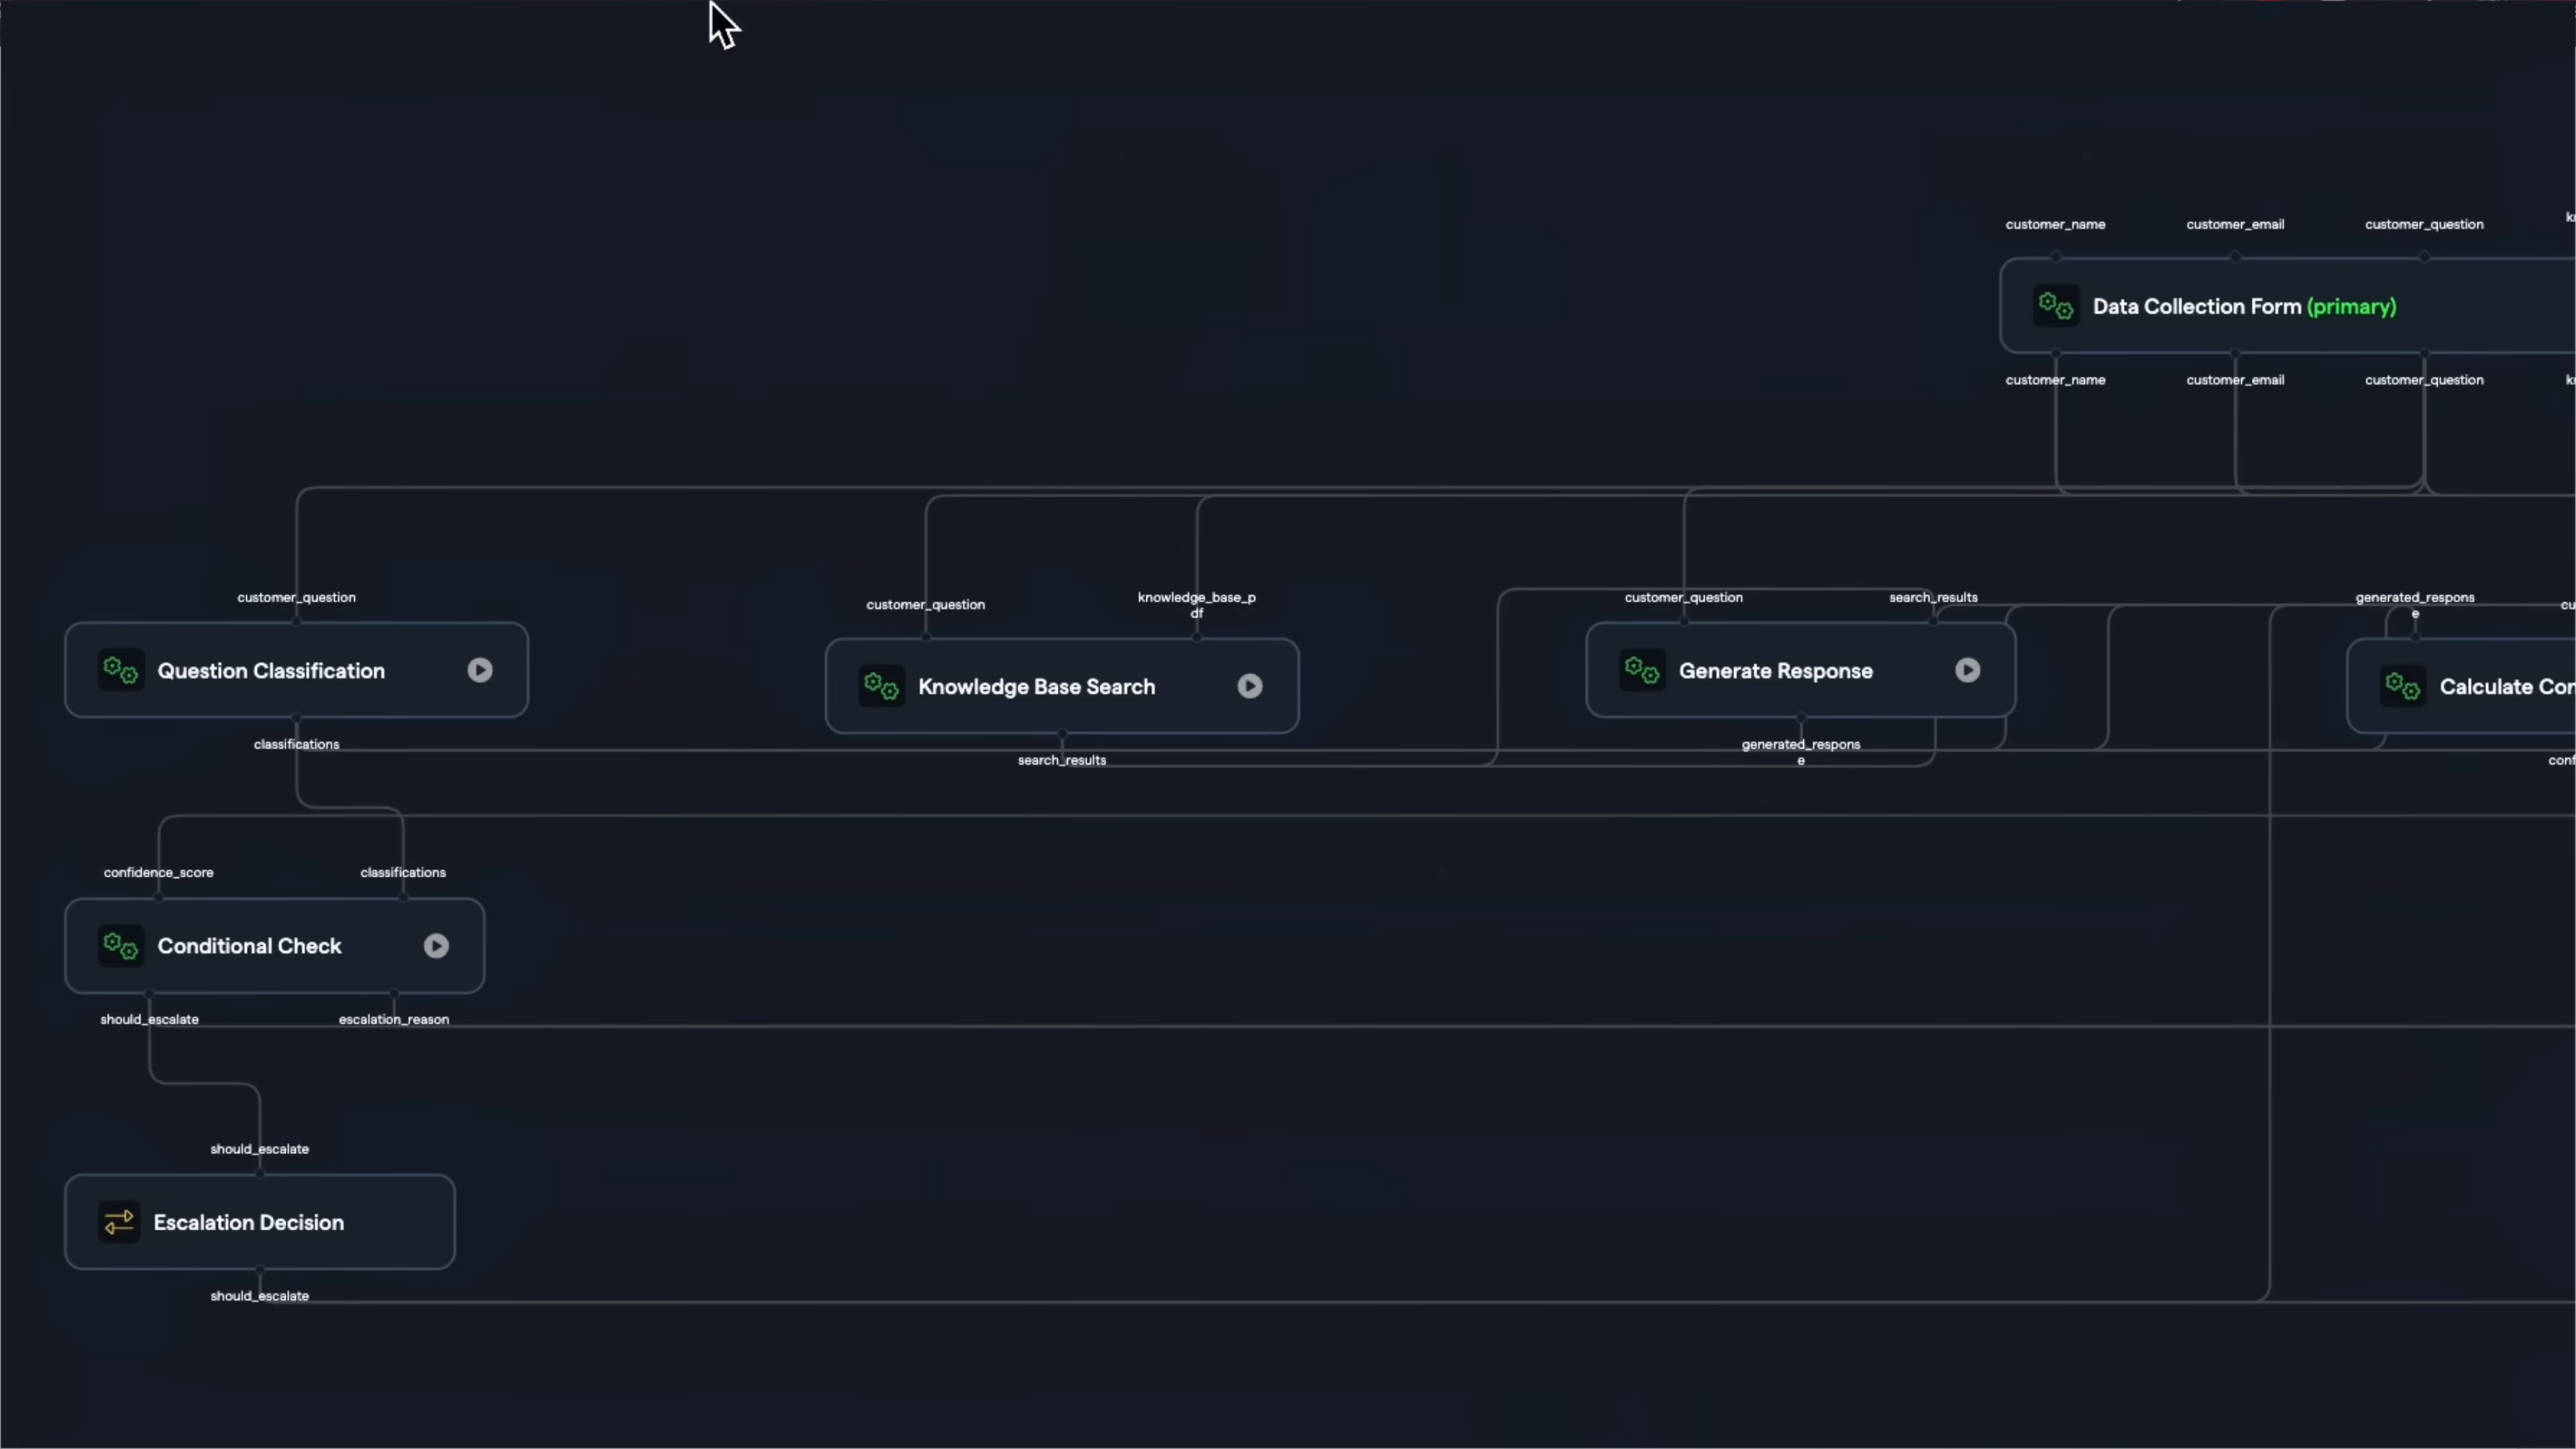 customer_name
customer_email
customer_question
Data Collection Form (primary)
customer_name
customer_email
customer_question
customer_question
customer_question
knowledge_base_p
df
customer_question
search_results
generated_respons
e
Question Classification
Knowledge Base Search
Generate Response
Calculate
classifications
search_results
generated_respons
e
confidence_score
classifications
Conditional Check
should_escalate
escalation_reason
should_escalate
Escalation Decision
should_escalate